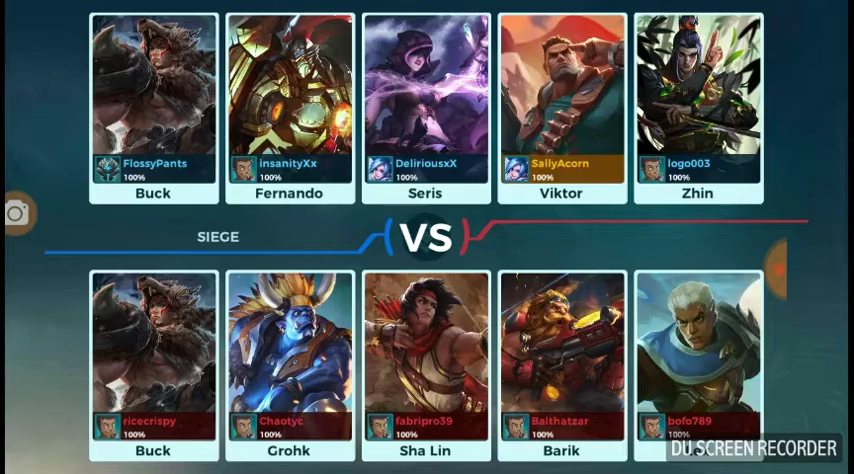 FlossyPants
100%
Buck
insanityXx
100%
Fernando
DeliriousxX
100%
Seris
SallyAcorn
100%
Viktor
logo003
100%
Zhin
SIEGE
VS
ricecrispy
100%
Buck
Chaotyc
100%
Grohk
fabripro39
100%
Sha Lin
Balthatzar
100%
Barik
bofo789
100%
DU SCREEN RECORDER